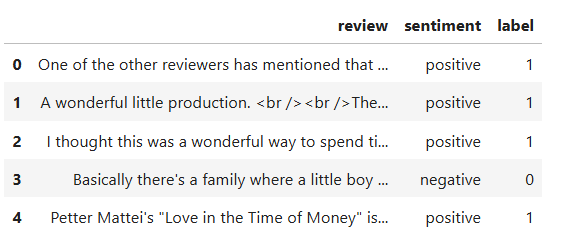 review sentiment label
0 One of the other reviewers has mentioned that ... positive 1
1 A wonderful little production. <br /><br />The... positive 1
2 I thought this was a wonderful way to spend ti... positive 1
3 Basically there's a family where a little boy ... negative 0
4 Petter Mattei's "Love in the Time of Money" is... positive 1